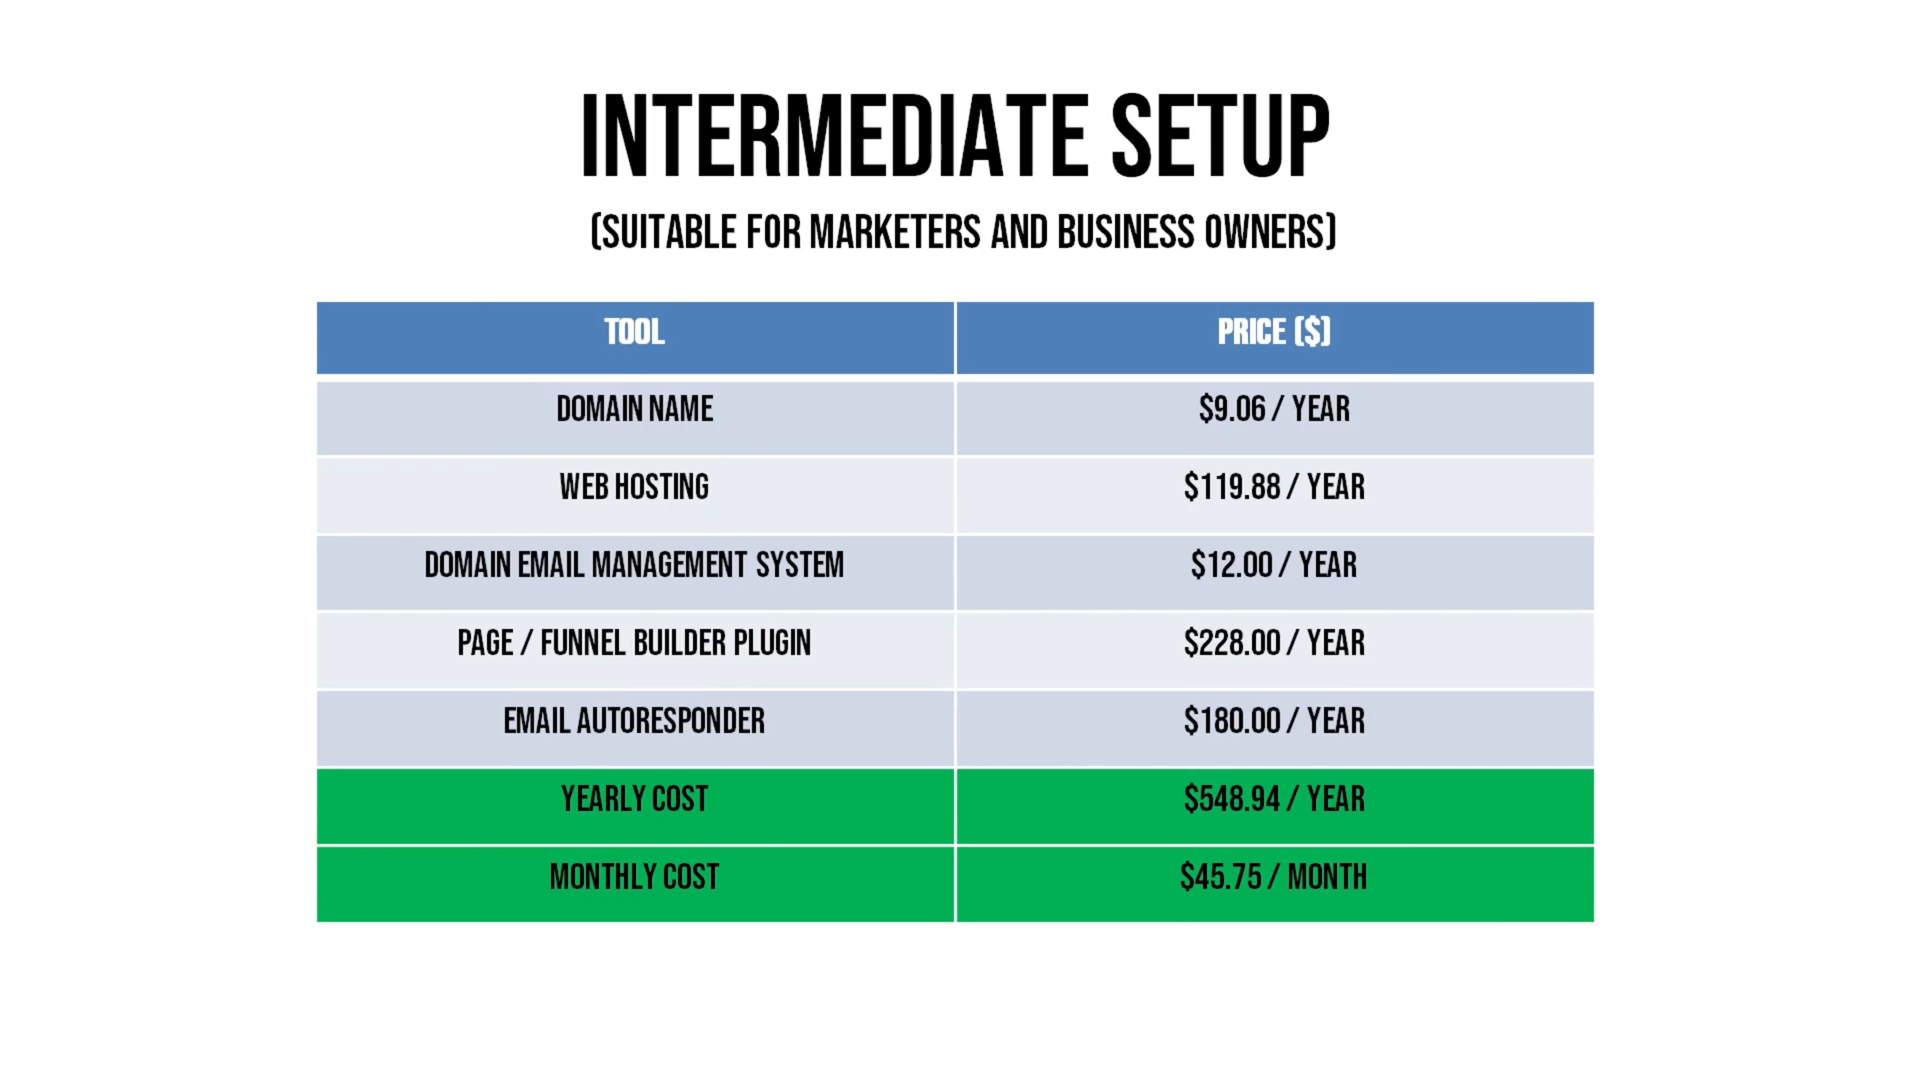 INTERMEDIATE SETUP
(SUITABLE FOR MARKETERS AND BUSINESS OWNERS)
TOOL PRICE ($)
DOMAIN NAME $9.06 / YEAR
WEB HOSTING $119.88 / YEAR
DOMAIN EMAIL MANAGEMENT SYSTEM $12.00 / YEAR
PAGE / FUNNEL BUILDER PLUGIN $228.00 / YEAR
EMAIL AUTORESPONDER $180.00 / YEAR
YEARLY COST $548.94 / YEAR
MONTHLY COST $45.75 / MONTH